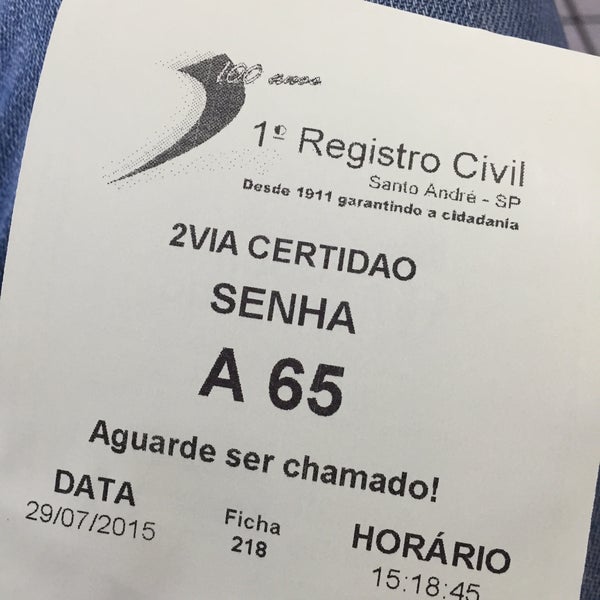 100 anos
1º Registro Civil
Santo André - SP
Desde 1911 garantindo a cidadania
2VIA CERTIDAO
SENHA
A 65
Aguarde ser chamado!
DATA
29/07/2015
Ficha
218
HORÁRIO
15:18:45